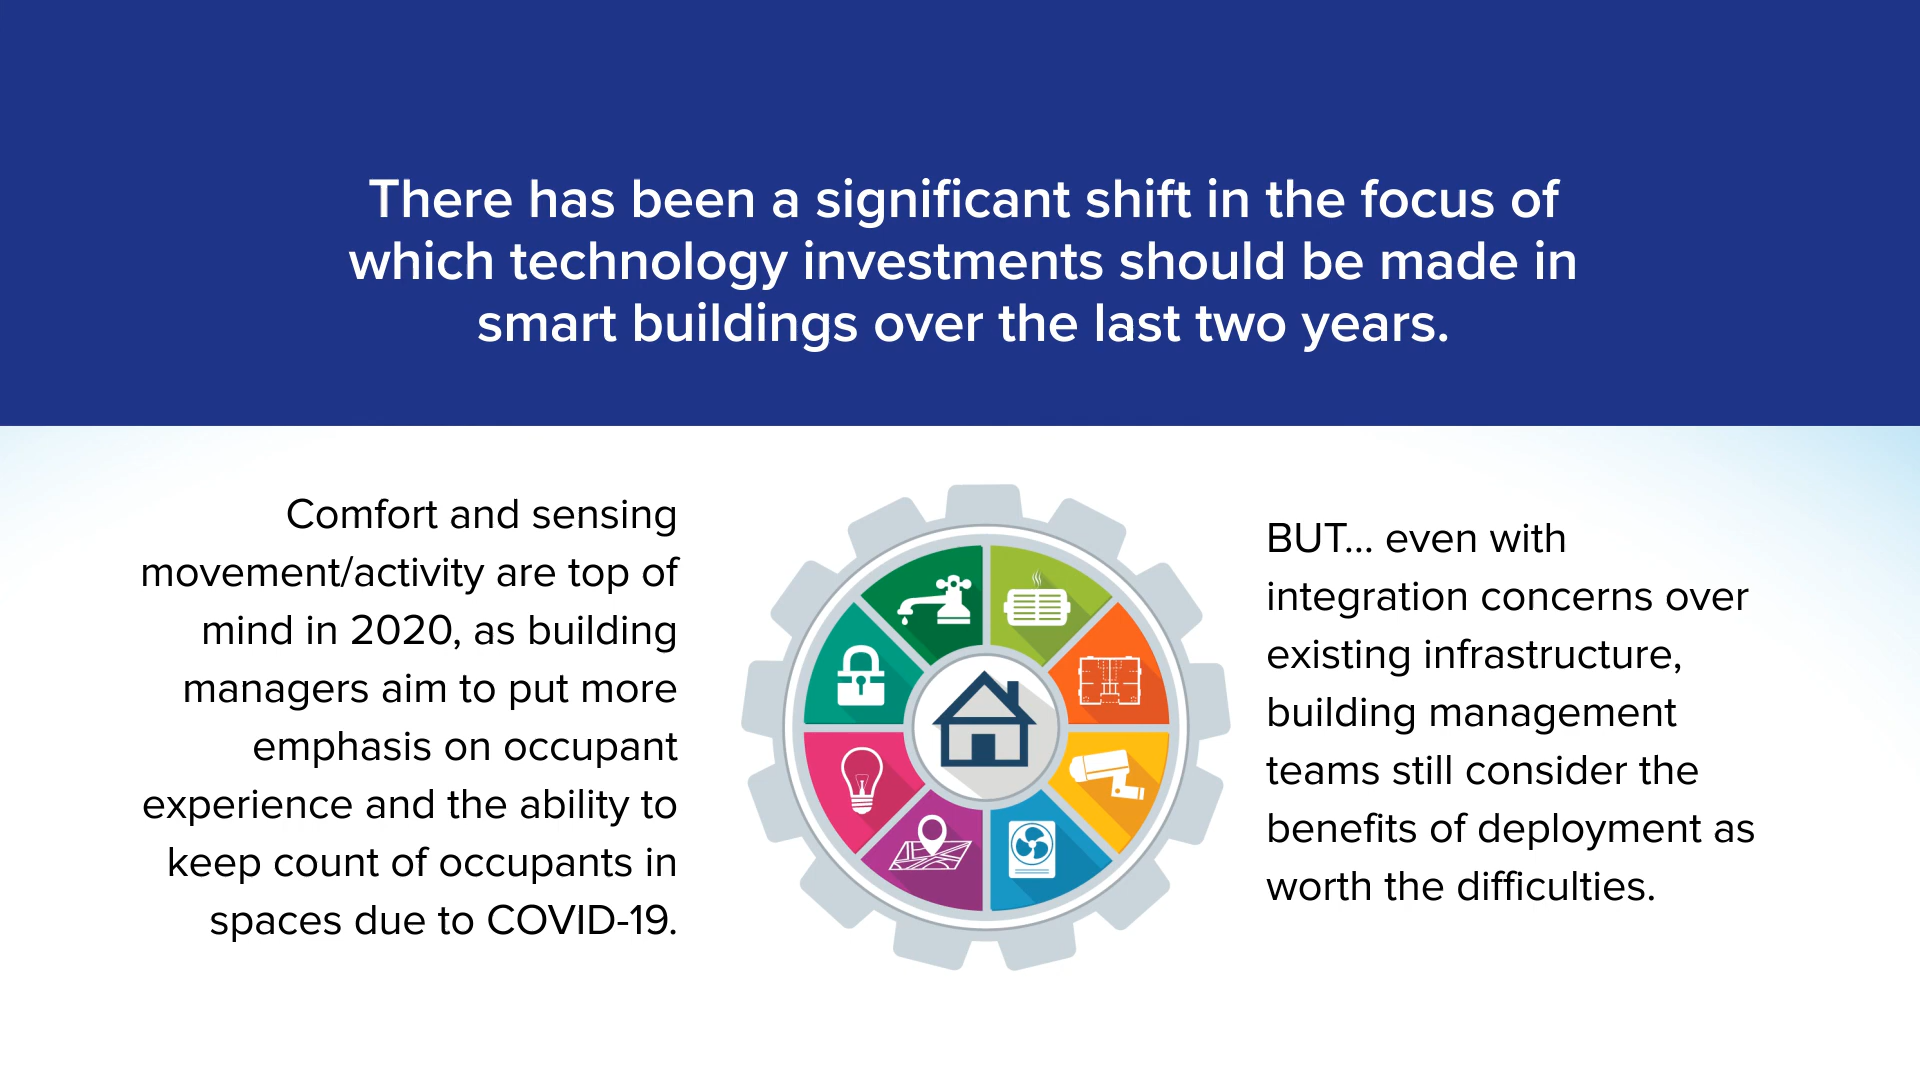 There has been a significant shift in the focus of
which technology investments should be made in
smart buildings over the last two years.
Comfort and sensing
movement/activity are top of
mind in 2020, as building
managers aim to put more
emphasis on occupant
experience and the ability to
keep count of occupants in
spaces due to COVID-19.
BUT... even with
integration concerns over
existing infrastructure,
building management
teams still consider the
benefits of deployment as
worth the difficulties.